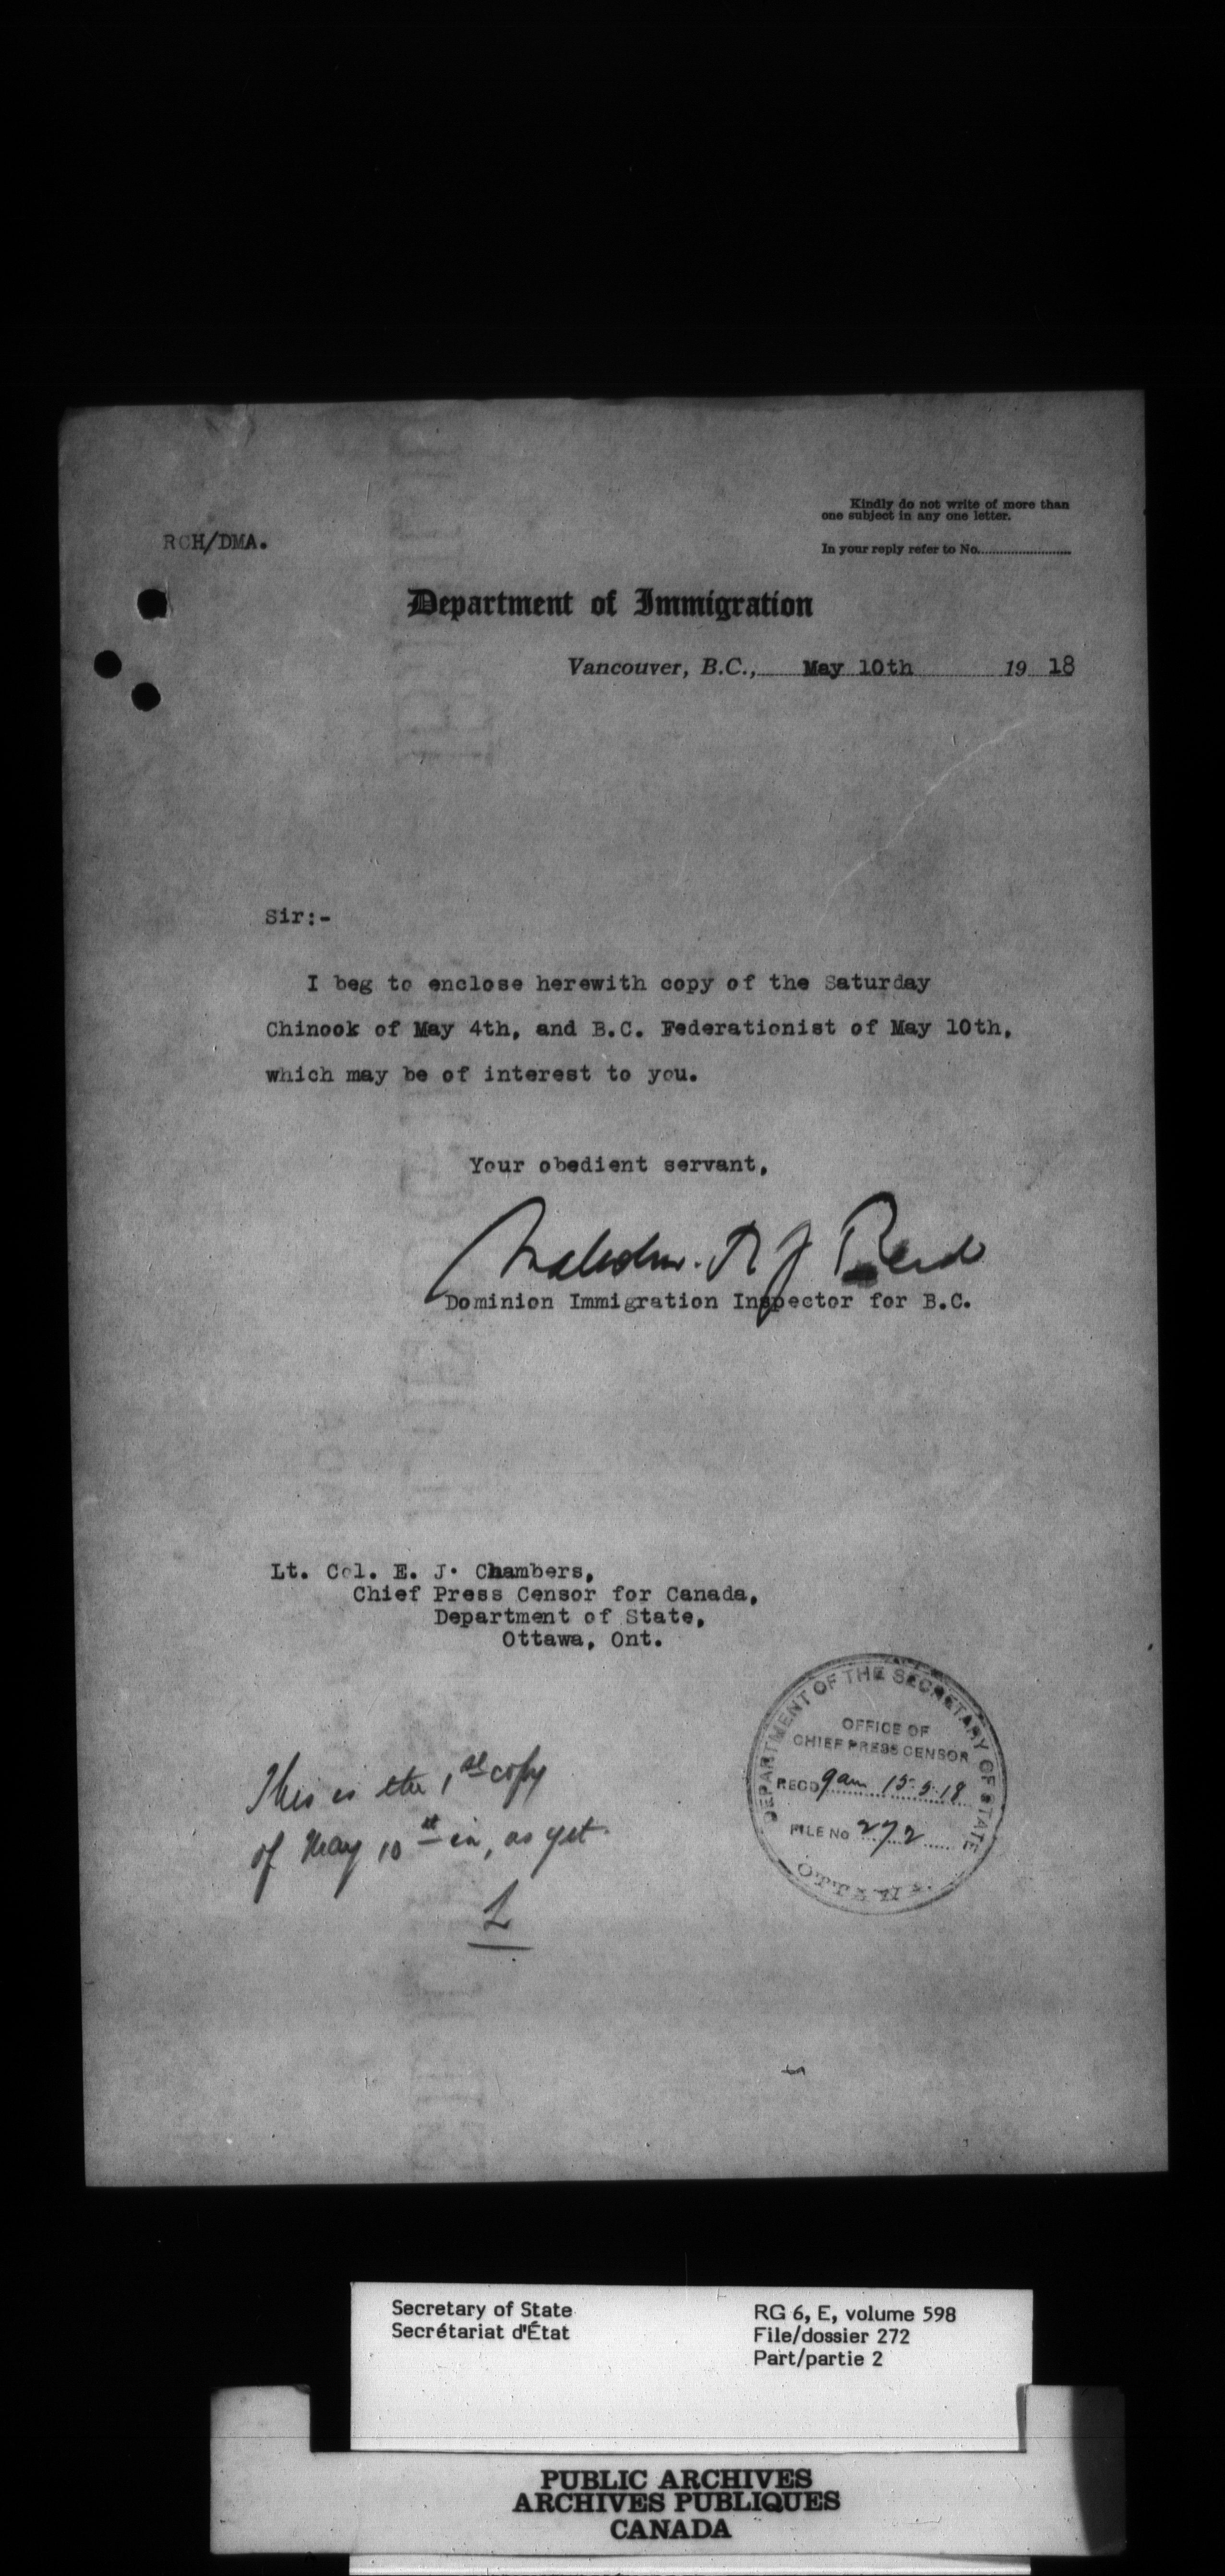 Kindly do not write of more than
one subject in any one letter.
RCH/DMA.
In your reply refer to No.
Department of Immigration
Vancouver, B.C., May 10th 19 18
Sir:-
I beg to enclose herewith copy of the Saturday
Chinook of May 4th, and B.C. Federationist of May 10th,
which may be of interest to you.
Your obedient servant,
Malcolm R J Reid
Dominion Immigration Inspector for B.C.
Lt. Col. E. J. Chambers,
Chief Press Censor for Canada,
Department of State,
Ottawa, Ont.
This is the 1st copy
of May 10th in, as yet.
L
DEPARTMENT OF THE SECRETARY OF STATE
OFFICE OF
CHIEF PRESS CENSOR
RECD 9am 15.5.18
FILE No 272
OTTAWA.
Secretary of State
Secrétariat d'État
RG 6, E, volume 598
File/dossier 272
Part/partie 2
PUBLIC ARCHIVES
ARCHIVES PUBLIQUES
CANADA